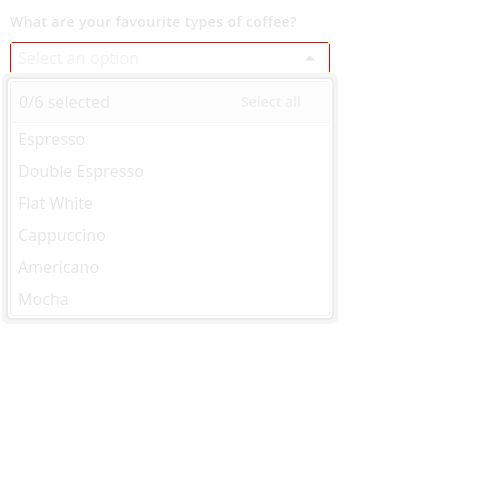 What are your favourite types of coffee?
Select an option
0/6 selected Select all
Espresso
Double Espresso
Flat White
Cappuccino
Americano
Mocha